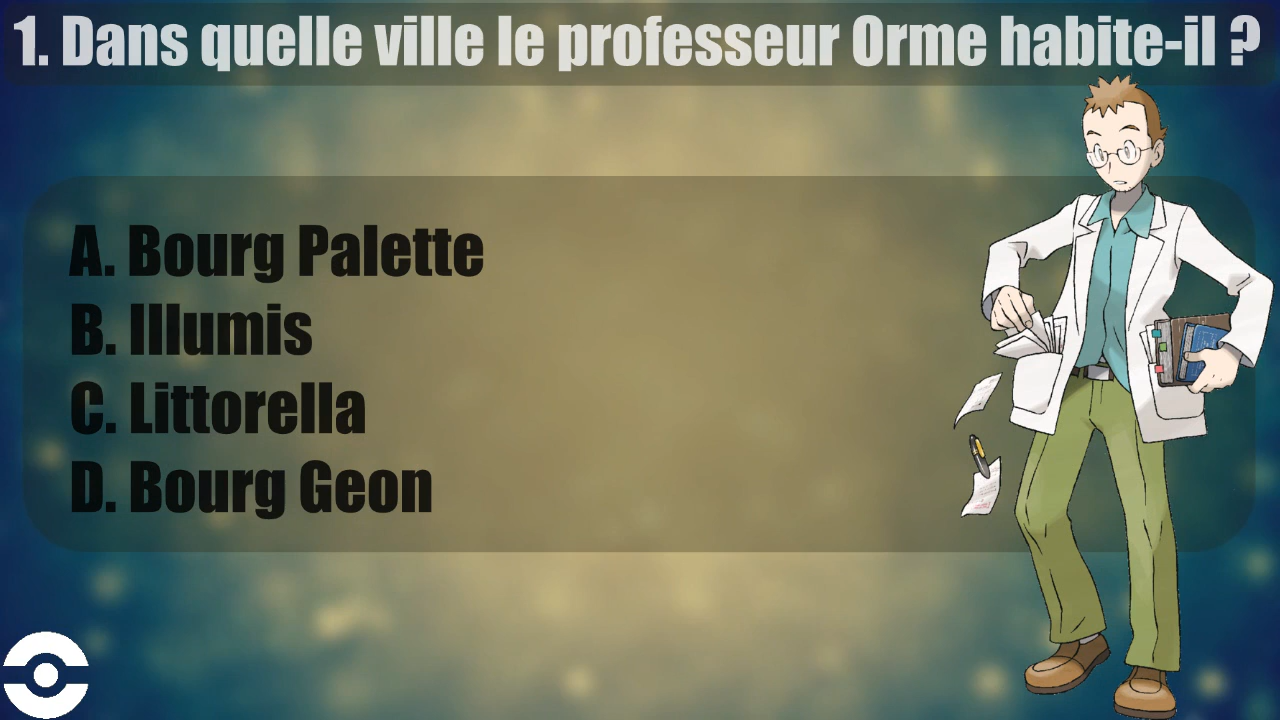 1. Dans quelle ville le professeur Orme habite-il ?
A. Bourg Palette
B. Illumis
C. Littorella
D. Bourg Geon